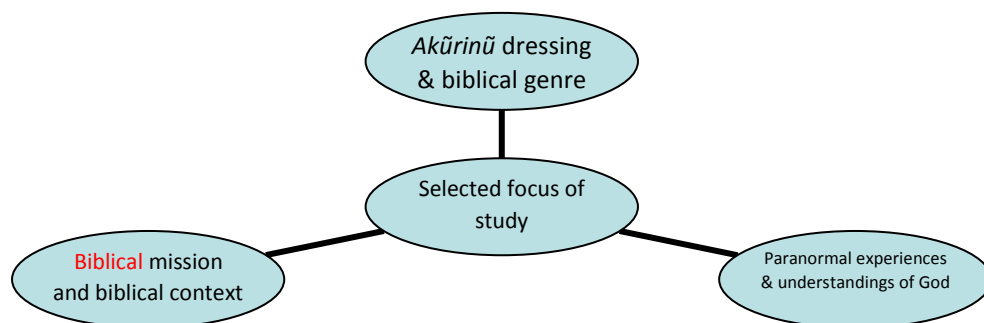 Akũrinũ dressing
& biblical genre
Selected focus of
study
Biblical mission
and biblical context
Paranormal experiences
& understandings of God